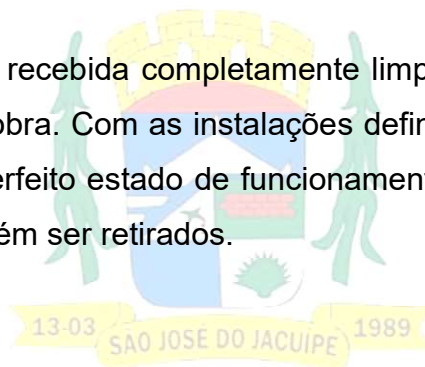 recebida completamente limp
obra. Com as instalações defin
erfeito estado de funcionament
ém ser retirados.
13-03 SAO JOSE DO JACUIPE 1989